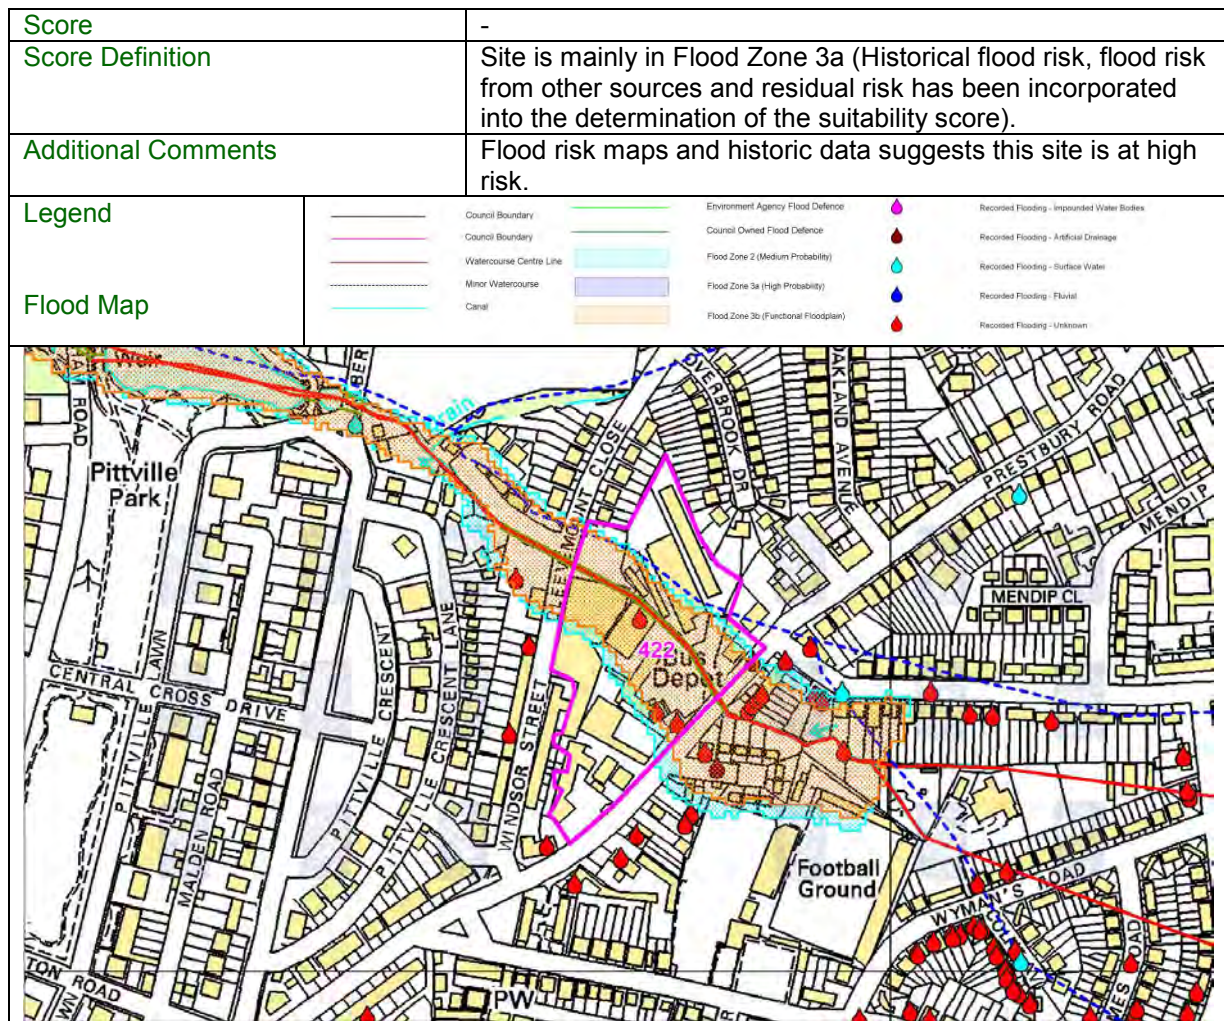 Score -
Score Definition Site is mainly in Flood Zone 3a (Historical flood risk, flood risk
from other sources and residual risk has been incorporated
into the determination of the suitability score).
Additional Comments Flood risk maps and historic data suggests this site is at high
risk.
Legend
Council Boundary
Council Boundary
Watercourse Centre Line
Minor Watercourse
Canal
Environment Agency Flood Defence
Council Owned Flood Defence
Flood Zone 2 (Medium Probability)
Flood Zone 3a (High Probability)
Flood Zone 3b (Functional Floodplain)
Recorded Flooding - Impounded Water Bodies
Recorded Flooding - Artificial Drainage
Recorded Flooding - Surface Water
Recorded Flooding - Fluvial
Recorded Flooding - Unknown
Flood Map
Drain
BER
ROAD
Drain
Pittville
Park
OVERBROOK DR
OAKLAND AVENUE
PRESTBURY ROAD
MENDIP
MENDIP CL
CLOSE
422
Bus
Depot
CENTRAL CROSS DRIVE
PITTVILLE LAWN
MALDEN ROAD
PITTVILLE CRESCENT
PITTVILLE CRESCENT LANE
WINDSOR STREET
Football
Ground
WYMAN'S ROAD
TON ROAD
PW
ROAD